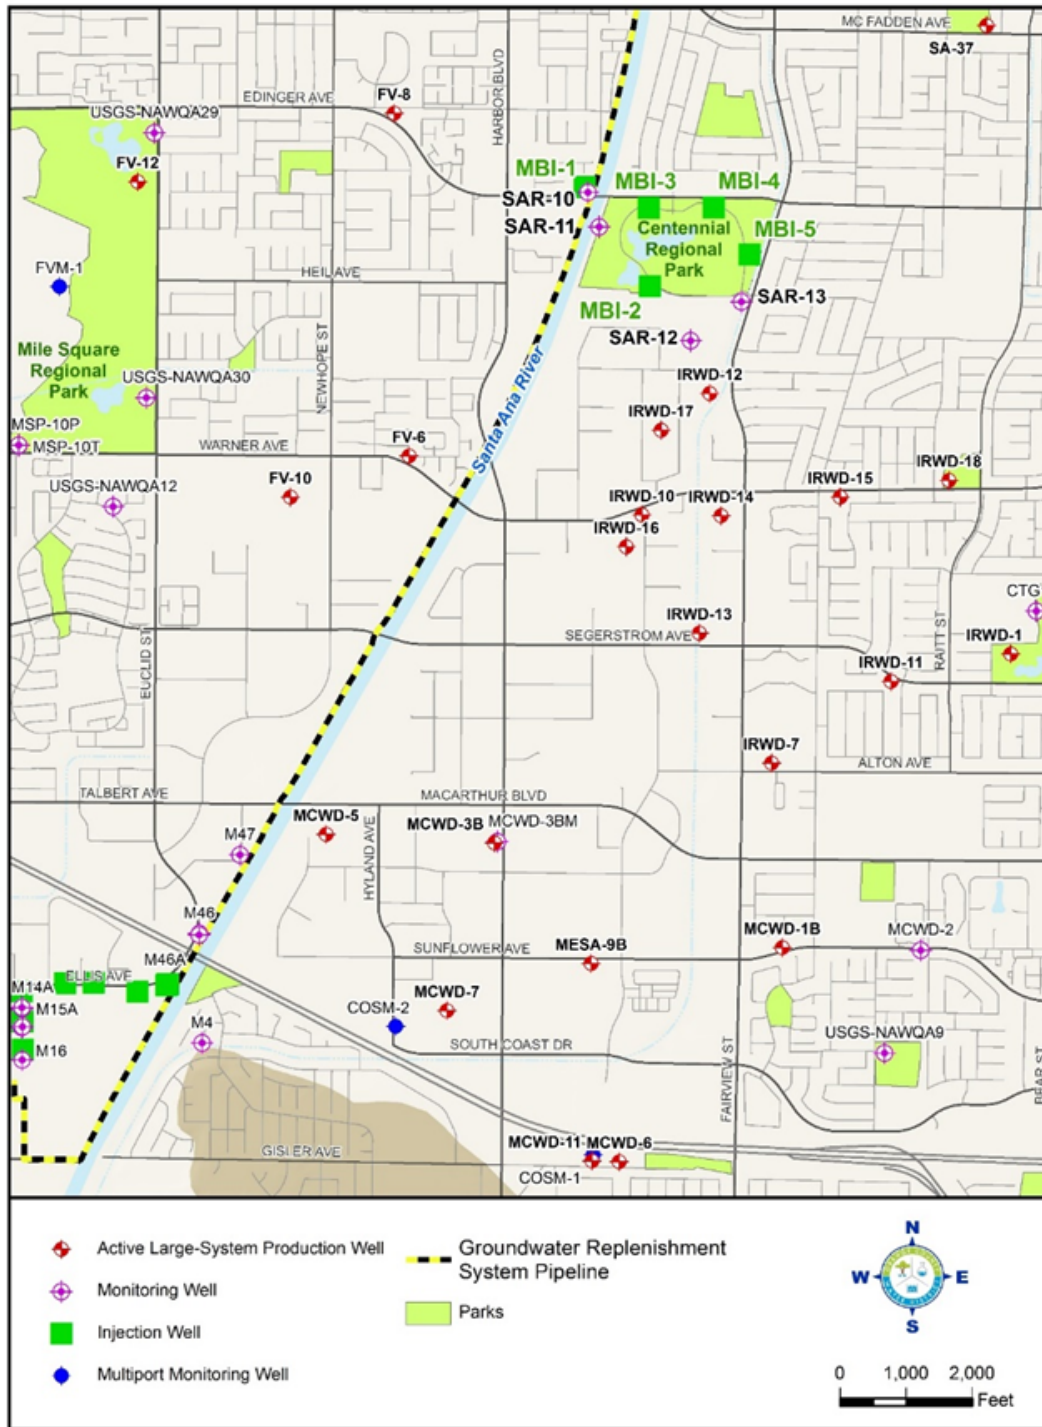 MC FADDEN AVE
SA-37
HARBOR BLVD
FV-8
EDINGER AVE
USGS-NAWQA29
FV-12
MBI-1
MBI-3
MBI-4
SAR-10
SAR-11
MBI-5
Centennial
Regional
Park
FVM-1
HEIL AVE
MBI-2
SAR-13
SAR-12
Mile Square
Regional
Park
NEWHOPE ST
Santa Ana River
USGS-NAWQA30
IRWD-12
IRWD-17
MSP-10P
MSP-10T
WARNER AVE
FV-6
FV-10
USGS-NAWQA12
IRWD-18
IRWD-15
IRWD-10
IRWD-14
IRWD-16
CTG
IRWD-13
SEGERSTROM AVE
RAITT ST
IRWD-1
IRWD-11
EUCLID ST
IRWD-7
ALTON AVE
TALBERT AVE
MACARTHUR BLVD
MCWD-5
MCWD-3B
MCWD-3BM
M47
HYLAND AVE
M46
SUNFLOWER AVE
MESA-9B
MCWD-1B
MCWD-2
M46A
ELLIS AVE
M14A
M15A
COSM-2
MCWD-7
M4
M16
SOUTH COAST DR
USGS-NAWQA9
FAIRVIEW ST
BEAR ST
GISLER AVE
MCWD-11
MCWD-6
COSM-1
Active Large-System Production Well
Monitoring Well
Injection Well
Multiport Monitoring Well
Groundwater Replenishment
System Pipeline
Parks
N
W
E
S
0 1,000 2,000
Feet